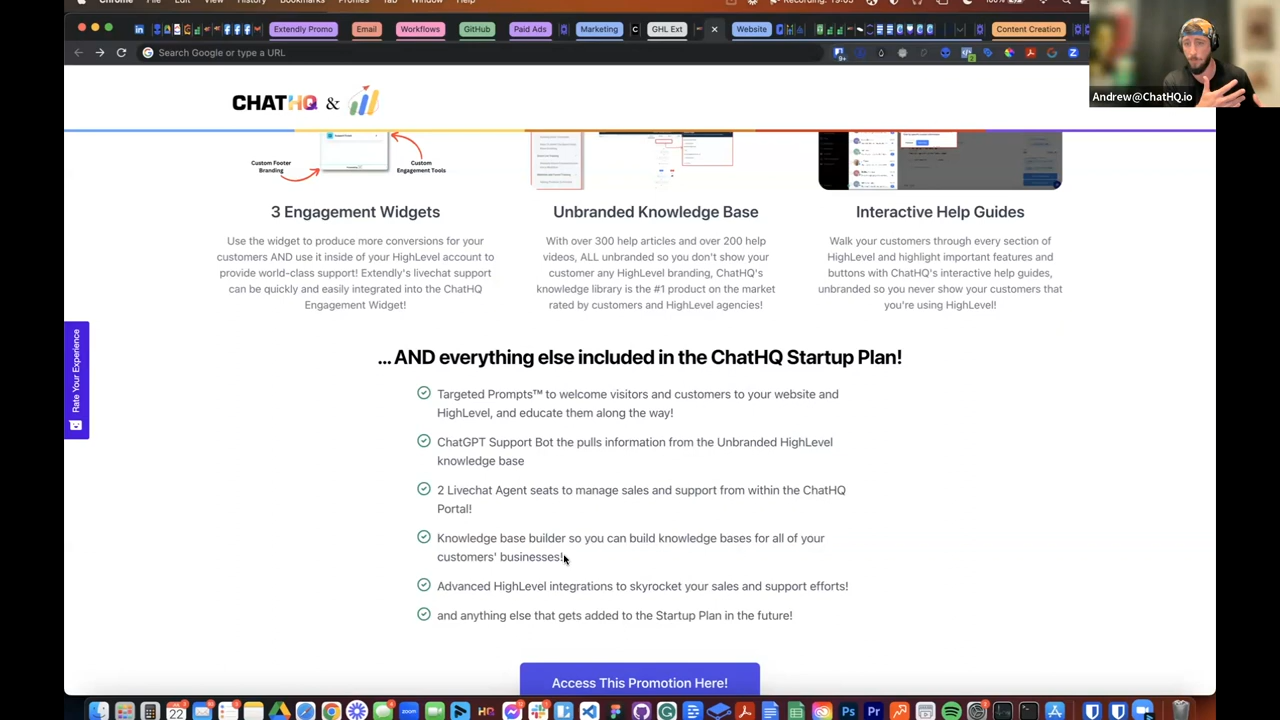 Chrome File Edit View History Bookmarks Profiles Tab Window Help
Extendly Promo Email Workflows GitHub Paid Ads Marketing GHL Ext Website Content Creation
Search Google or type a URL
Andrew@ChatHQ.io
CHATHQ &
Custom Footer
Branding
Custom
Engagement Tools
3 Engagement Widgets
Use the widget to produce more conversions for your
customers AND use it inside of your HighLevel account to
provide world-class support! Extendly's livechat support
can be quickly and easily integrated into the ChatHQ
Engagement Widget!
Unbranded Knowledge Base
With over 300 help articles and over 200 help
videos, ALL unbranded so you don't show your
customer any HighLevel branding, ChatHQ's
knowledge library is the #1 product on the market
rated by customers and HighLevel agencies!
Interactive Help Guides
Walk your customers through every section of
HighLevel and highlight important features and
buttons with ChatHQ's interactive help guides,
unbranded so you never show your customers that
you're using HighLevel!
Rate Your Experience
... AND everything else included in the ChatHQ Startup Plan!
Targeted Prompts™ to welcome visitors and customers to your website and
HighLevel, and educate them along the way!
ChatGPT Support Bot the pulls information from the Unbranded HighLevel
knowledge base
2 Livechat Agent seats to manage sales and support from within the ChatHQ
Portal!
Knowledge base builder so you can build knowledge bases for all of your
customers' businesses!
Advanced HighLevel integrations to skyrocket your sales and support efforts!
and anything else that gets added to the Startup Plan in the future!
Access This Promotion Here!